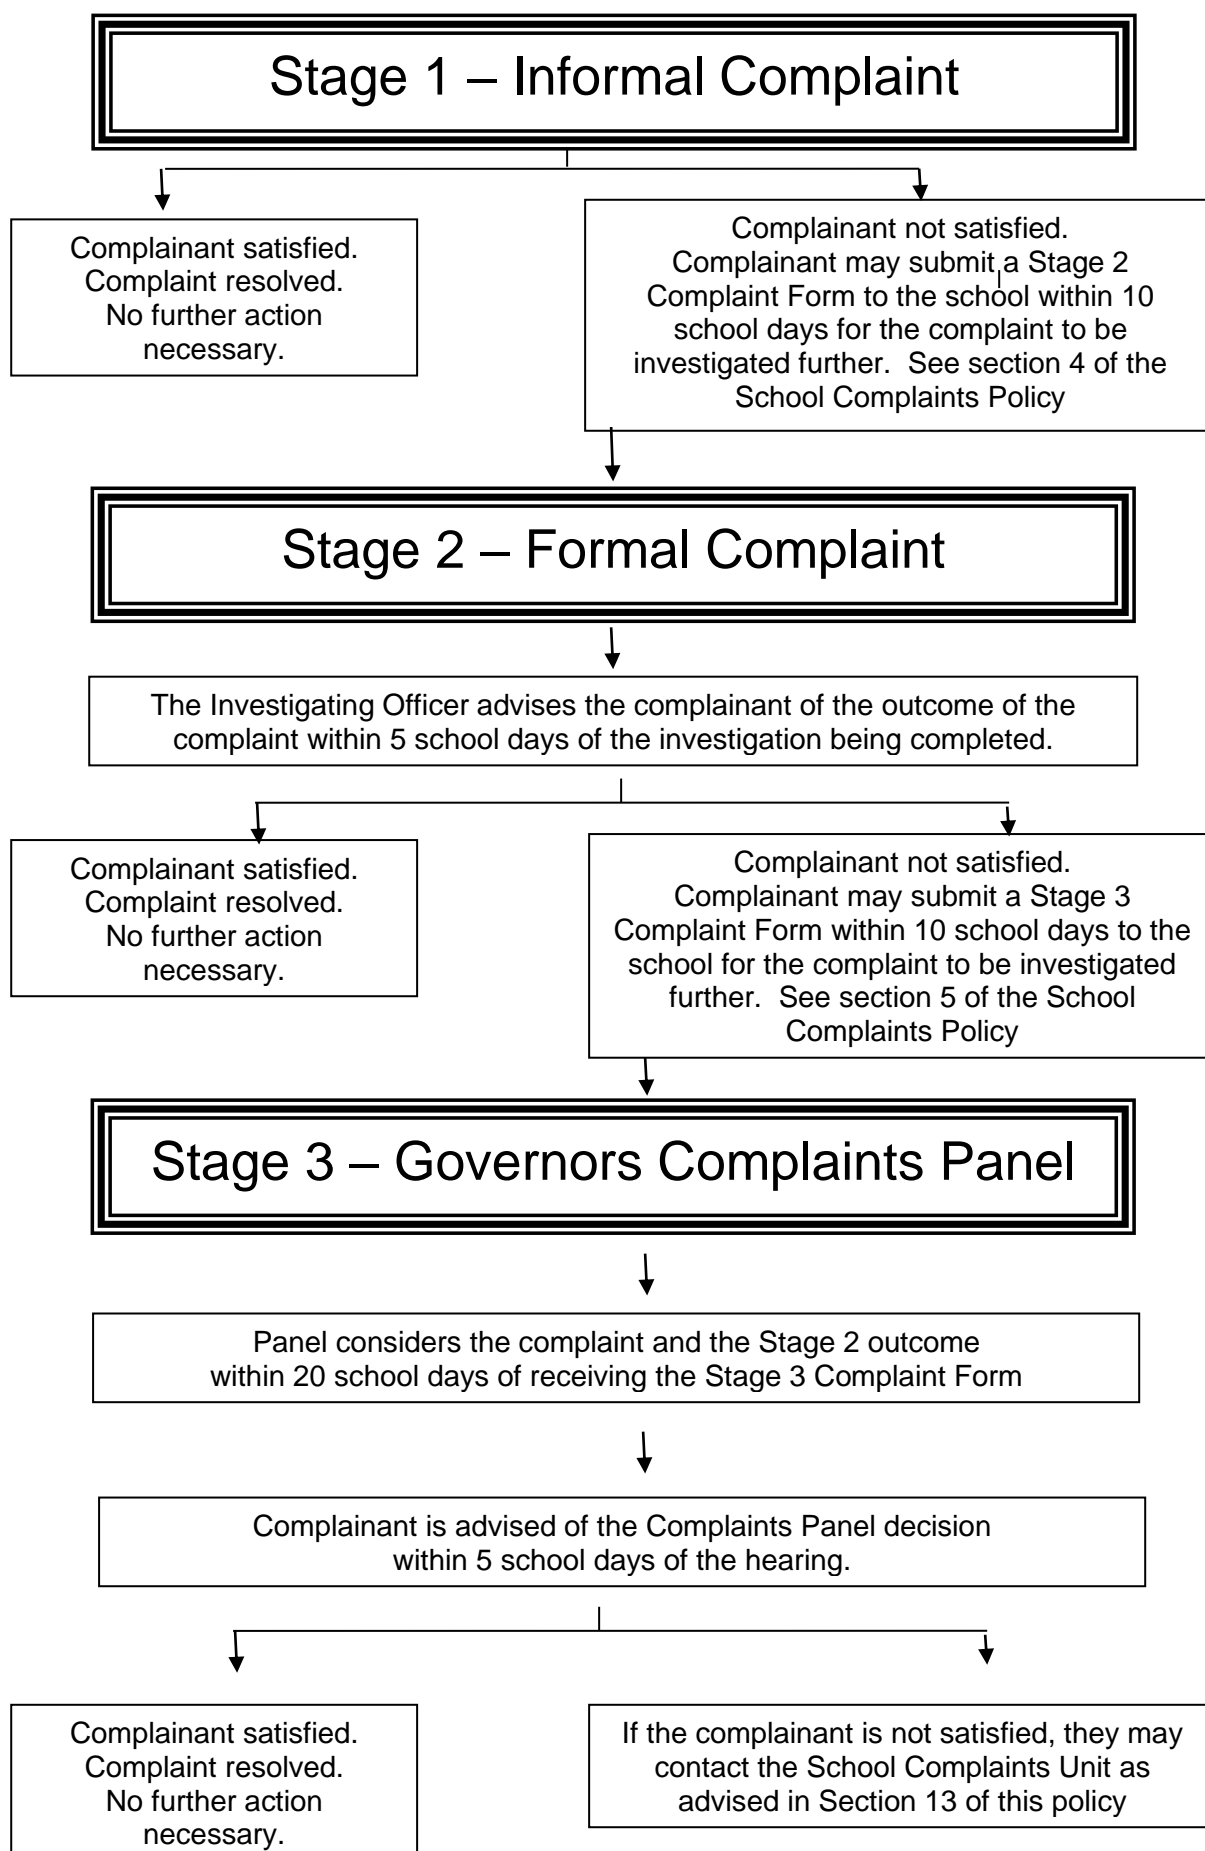 Stage 1 – Informal Complaint
Complainant satisfied.
Complaint resolved.
No further action
necessary.
Complainant not satisfied.
Complainant may submit a Stage 2
Complaint Form to the school within 10
school days for the complaint to be
investigated further.  See section 4 of the
School Complaints Policy
Stage 2 – Formal Complaint
The Investigating Officer advises the complainant of the outcome of the
complaint within 5 school days of the investigation being completed.
Complainant satisfied.
Complaint resolved.
No further action
necessary.
Complainant not satisfied.
Complainant may submit a Stage 3
Complaint Form within 10 school days to the
school for the complaint to be investigated
further.  See section 5 of the School
Complaints Policy
Stage 3 – Governors Complaints Panel
Panel considers the complaint and the Stage 2 outcome
within 20 school days of receiving the Stage 3 Complaint Form
Complainant is advised of the Complaints Panel decision
within 5 school days of the hearing.
Complainant satisfied.
Complaint resolved.
No further action
necessary.
If the complainant is not satisfied, they may
contact the School Complaints Unit as
advised in Section 13 of this policy